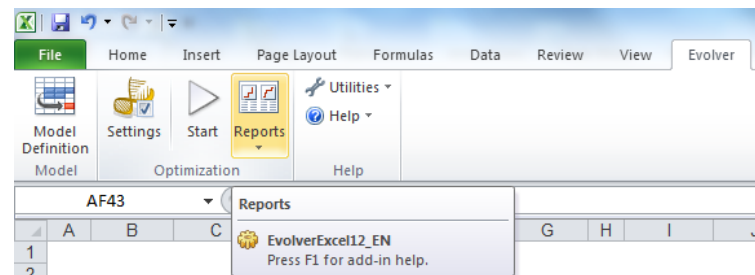 File Home Insert Page Layout Formulas Data Review View Evolver
Model Definition Settings Start Reports Utilities
Help
Model Optimization Help
AF43
Reports
A B C G H I
EvolverExcel12_EN
Press F1 for add-in help.
1
2